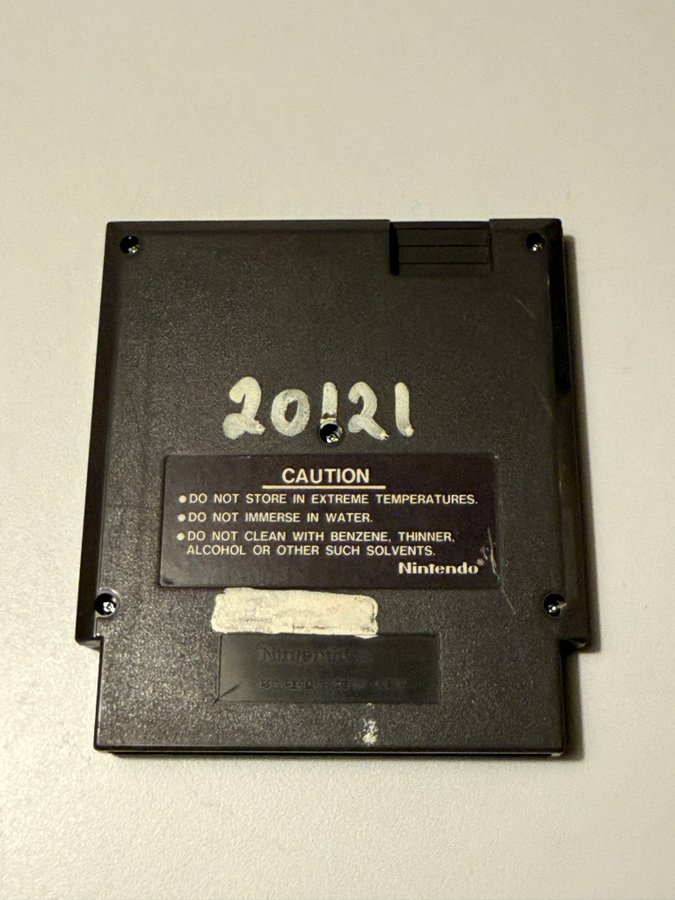 20121
CAUTION
● DO NOT STORE IN EXTREME TEMPERATURES.
● DO NOT IMMERSE IN WATER.
● DO NOT CLEAN WITH BENZENE, THINNER,
ALCOHOL OR OTHER SUCH SOLVENTS.
Nintendo®
Nintendo